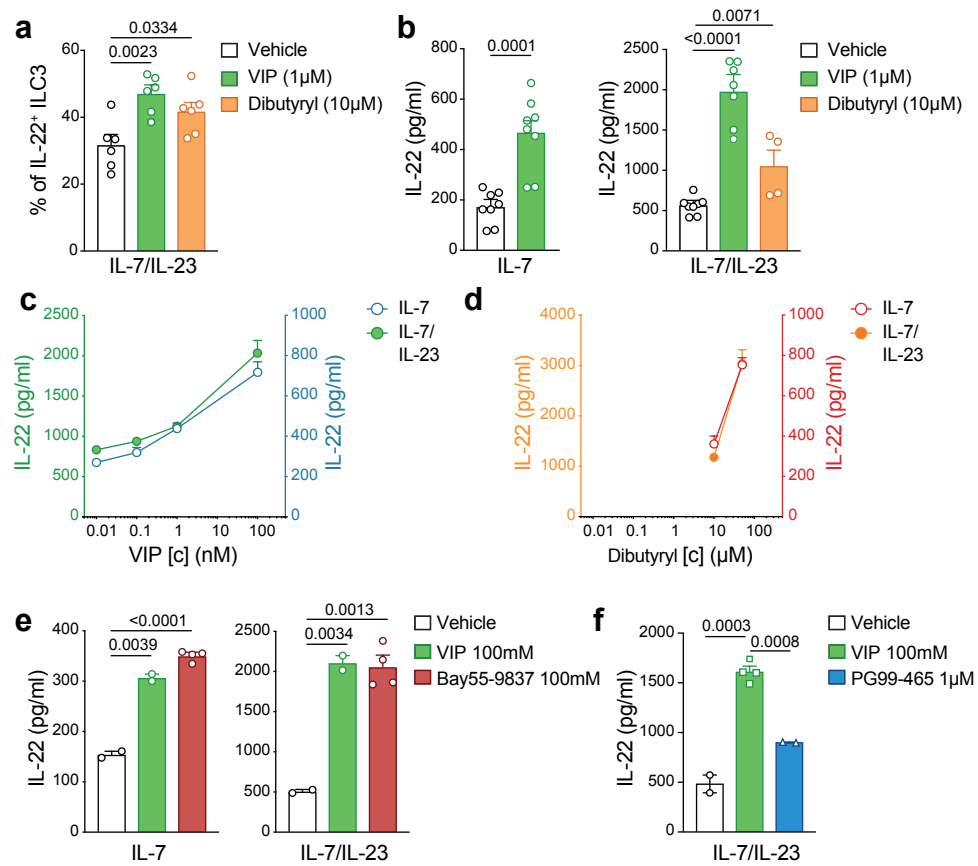 a
0.0334
0.0023
% of IL-22+ ILC3
60
40
20
0
IL-7/IL-23
Vehicle
VIP (1μM)
Dibutyryl (10μM)
b
0.0001
IL-22 (pg/ml)
800
600
400
200
0
IL-7
0.0071
<0.0001
IL-22 (pg/ml)
2500
2000
1500
1000
500
0
IL-7/IL-23
Vehicle
VIP (1μM)
Dibutyryl (10μM)
c
IL-22 (pg/ml)
2500
2000
1500
1000
500
0
0.01
0.1
1
10
100
VIP [c] (nM)
1000
800
600
400
200
0
IL-22 (pg/ml)
IL-7
IL-7/
IL-23
d
IL-22 (pg/ml)
4000
3000
2000
1000
0
0.01
0.1
1
10
100
Dibutyryl [c] (μM)
1000
800
600
400
200
0
IL-22 (pg/ml)
IL-7
IL-7/
IL-23
e
<0.0001
0.0039
IL-22 (pg/ml)
400
300
200
100
0
IL-7
0.0013
0.0034
2500
2000
1500
1000
500
0
IL-7/IL-23
Vehicle
VIP 100mM
Bay55-9837 100mM
f
0.0003
0.0008
IL-22 (pg/ml)
1500
1000
500
0
IL-7/IL-23
Vehicle
VIP 100mM
PG99-465 1μM